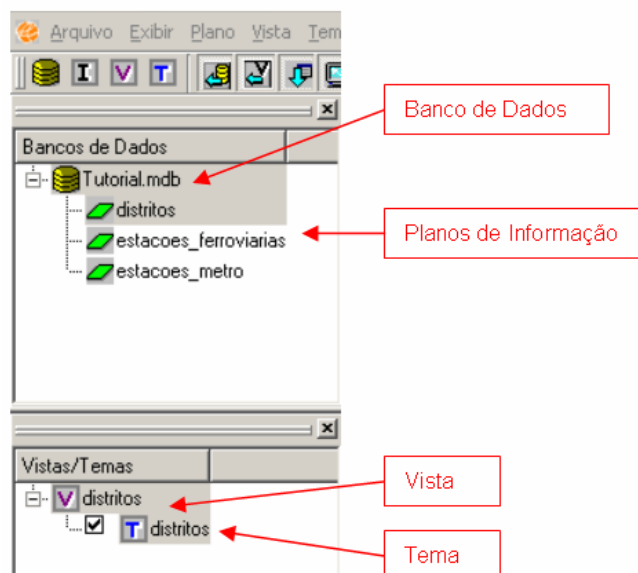 Arquivo Exibir Plano Vista Tem
I V T
Banco de Dados
Bancos de Dados
Tutorial.mdb
distritos
estacoes_ferroviarias
Planos de Informação
estacoes_metro
Vistas/Temas
Vista
V distritos
T distritos
Tema